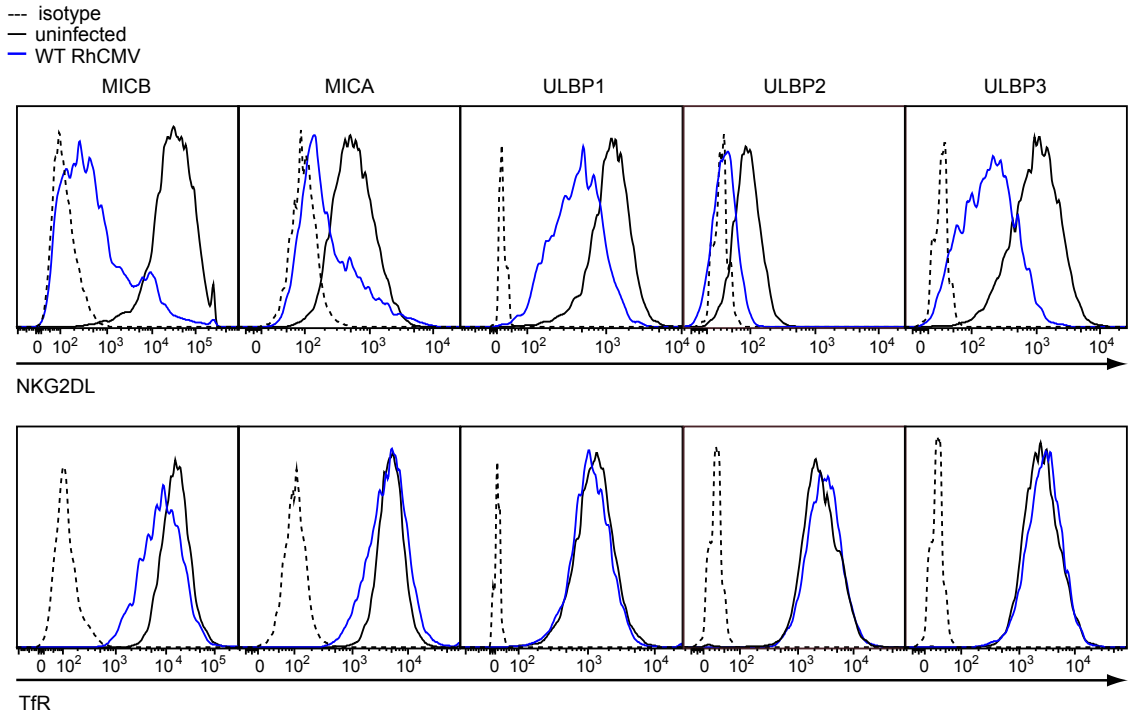 --- isotype
— uninfected
— WT RhCMV
MICB MICA ULBP1 ULBP2 ULBP3
0 10² 10³ 10⁴ 10⁵ 0 10² 10³ 10⁴ 0 10² 10³ 10⁴ 0 10² 10³ 10⁴ 0 10² 10³ 10⁴
NKG2DL
0 10² 10³ 10⁴ 10⁵ 0 10² 10³ 10⁴ 0 10² 10³ 10⁴ 0 10² 10³ 10⁴ 0 10² 10³ 10⁴
TfR